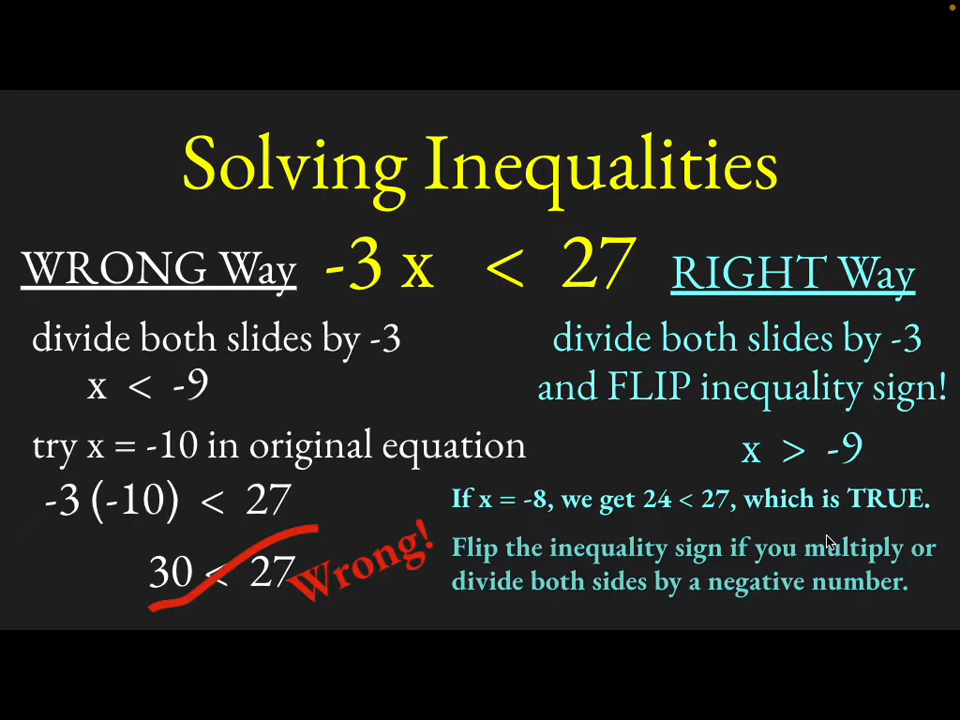 Solving Inequalities
-3 x < 27
WRONG Way
divide both slides by -3
x < -9
try x = -10 in original equation
-3 (-10) < 27
30 < 27
Wrong!
RIGHT Way
divide both slides by -3
and FLIP inequality sign!
x > -9
If x = -8, we get 24 < 27, which is TRUE.
Flip the inequality sign if you multiply or
divide both sides by a negative number.